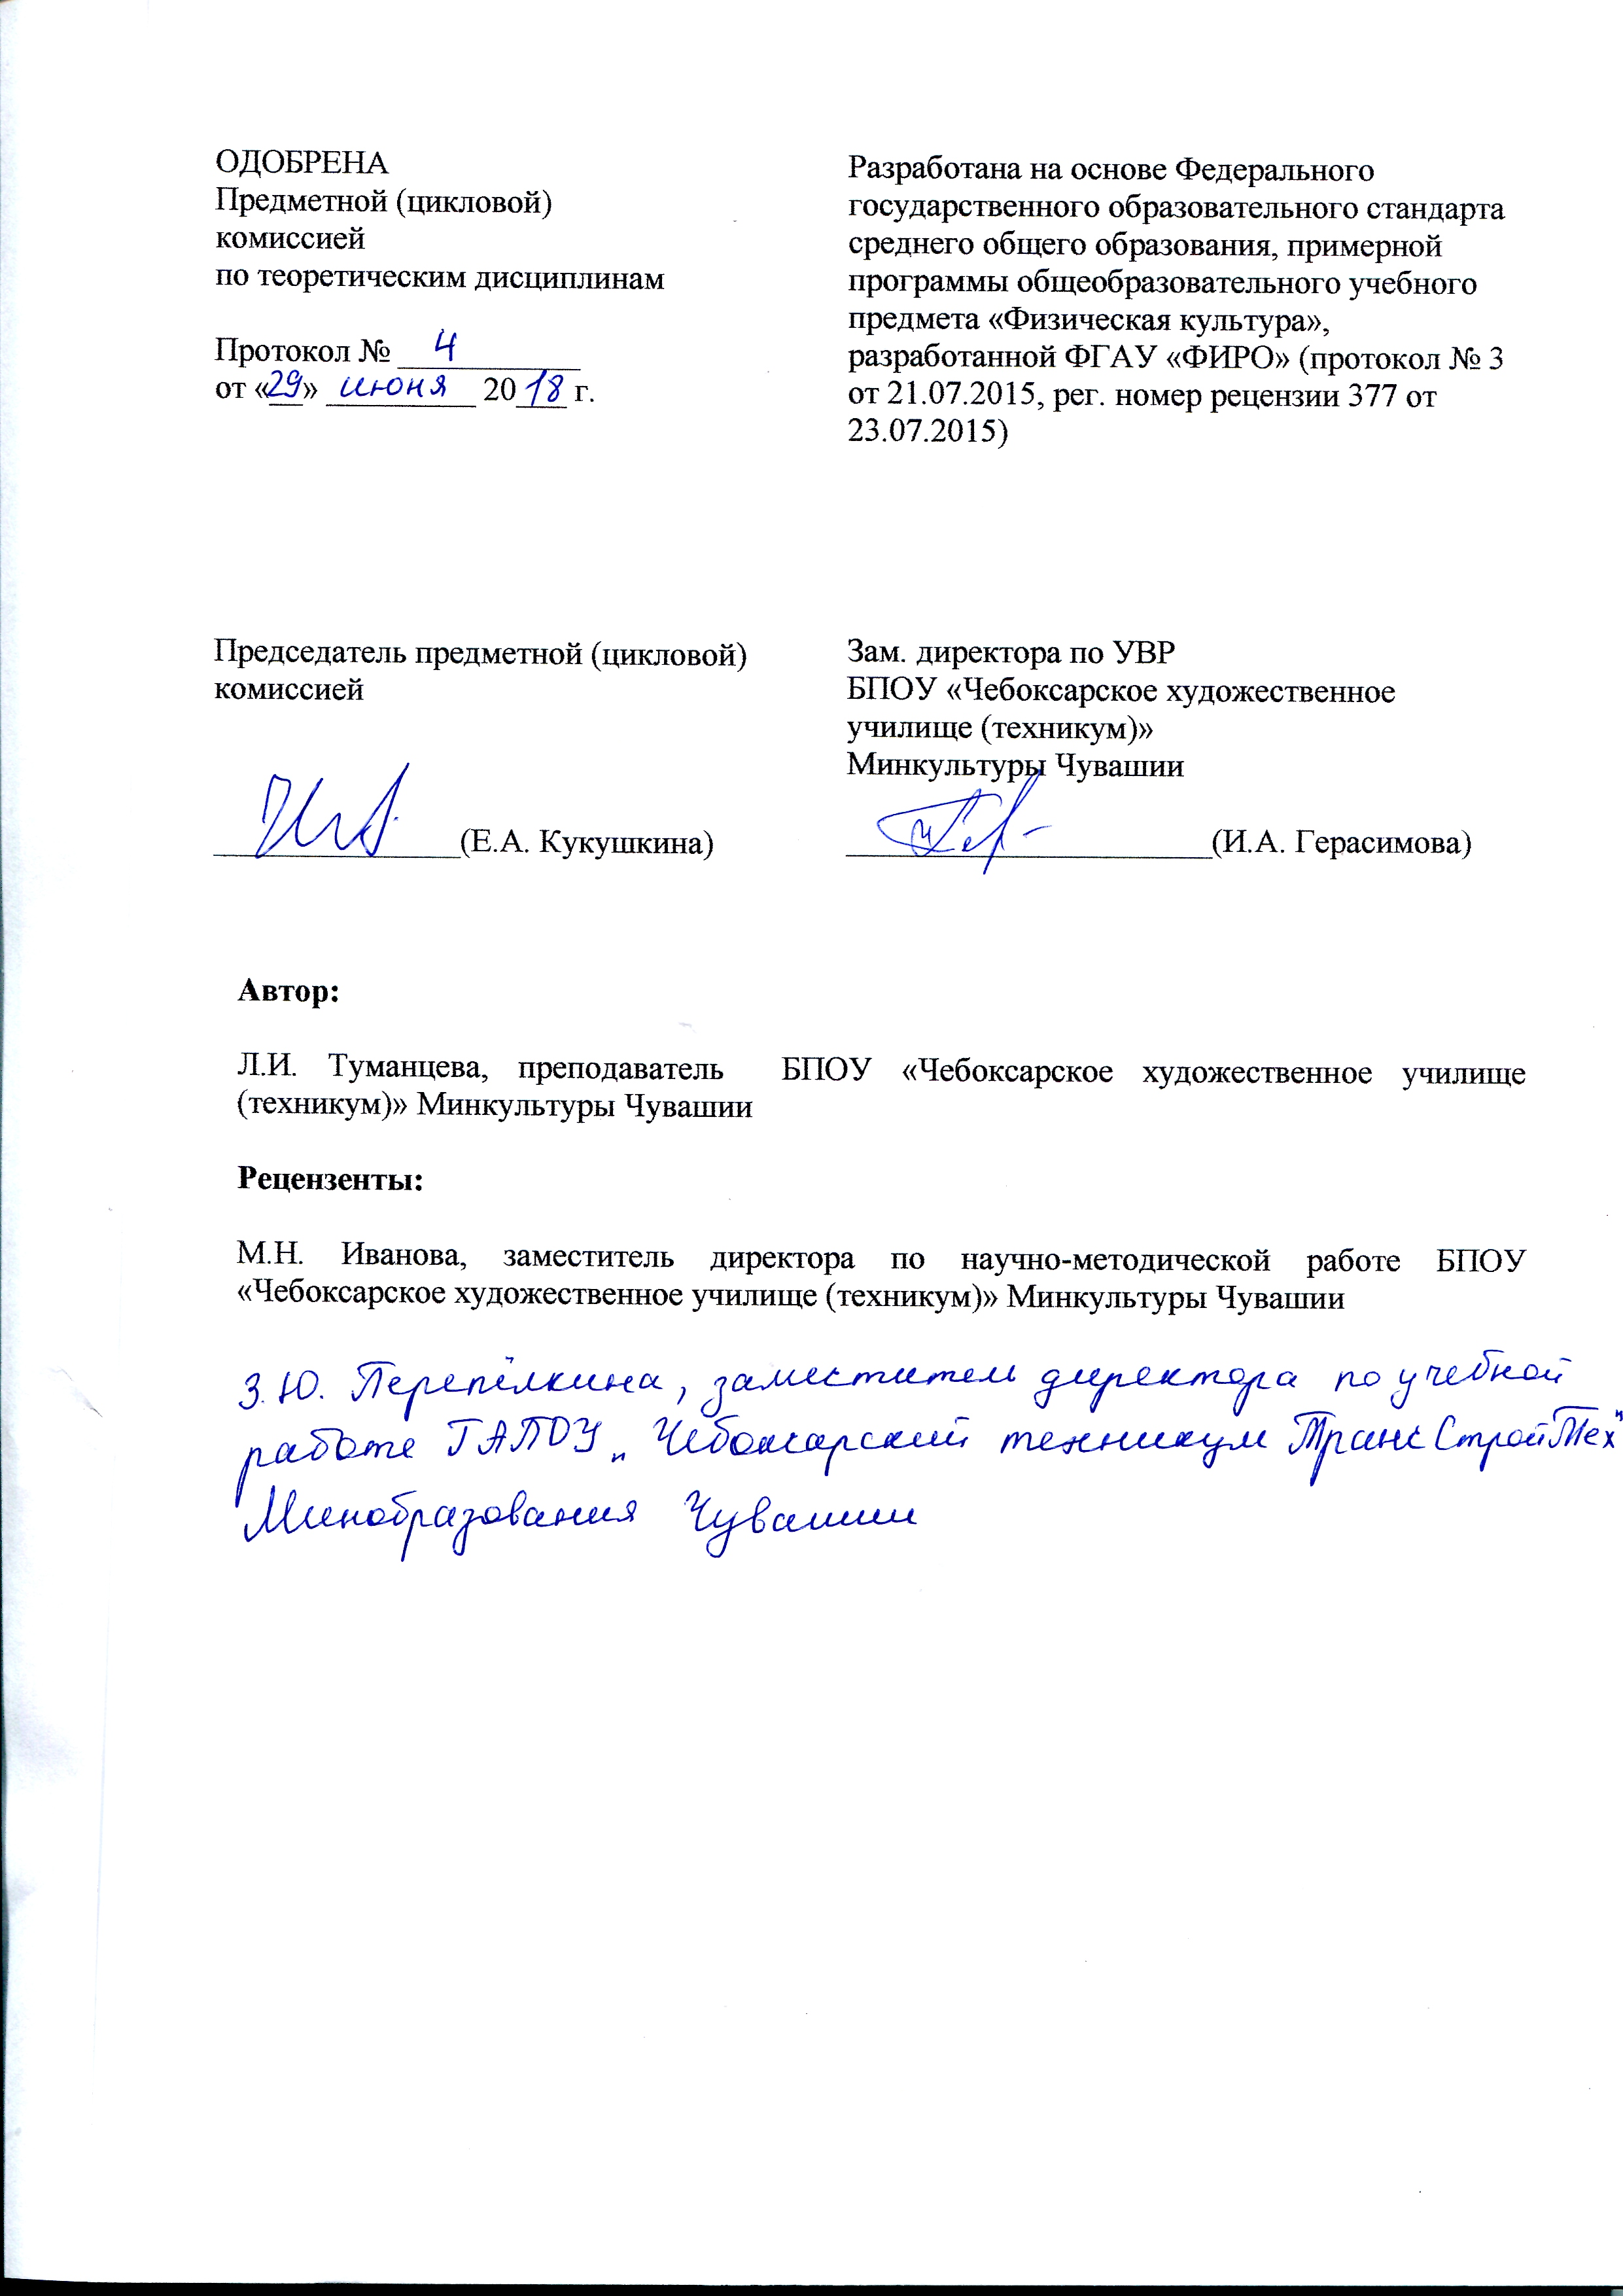 ОДОБРЕНА
Предметной (цикловой)
комиссией
по теоретическим дисциплинам
Протокол № 4
от «29» июня 2018 г.
Разработана на основе Федерального
государственного образовательного стандарта
среднего общего образования, примерной
программы общеобразовательного учебного
предмета «Физическая культура»,
разработанной ФГАУ «ФИРО» (протокол № 3
от 21.07.2015, рег. номер рецензии 377 от
23.07.2015)
Председатель предметной (цикловой)
комиссией
(Е.А. Кукушкина)
Зам. директора по УВР
БПОУ «Чебоксарское художественное
училище (техникум)»
Минкультуры Чувашии
(И.А. Герасимова)
Автор:
Л.И. Туманцева, преподаватель БПОУ «Чебоксарское художественное училище
(техникум)» Минкультуры Чувашии
Рецензенты:
М.Н. Иванова, заместитель директора по научно-методической работе БПОУ
«Чебоксарское художественное училище (техникум)» Минкультуры Чувашии
З.Ю. Перепёлкина, заместитель директора по учебной
работе ГАПОУ „Чебоксарский техникум ТрансСтройТех"
Минобразования Чувашии